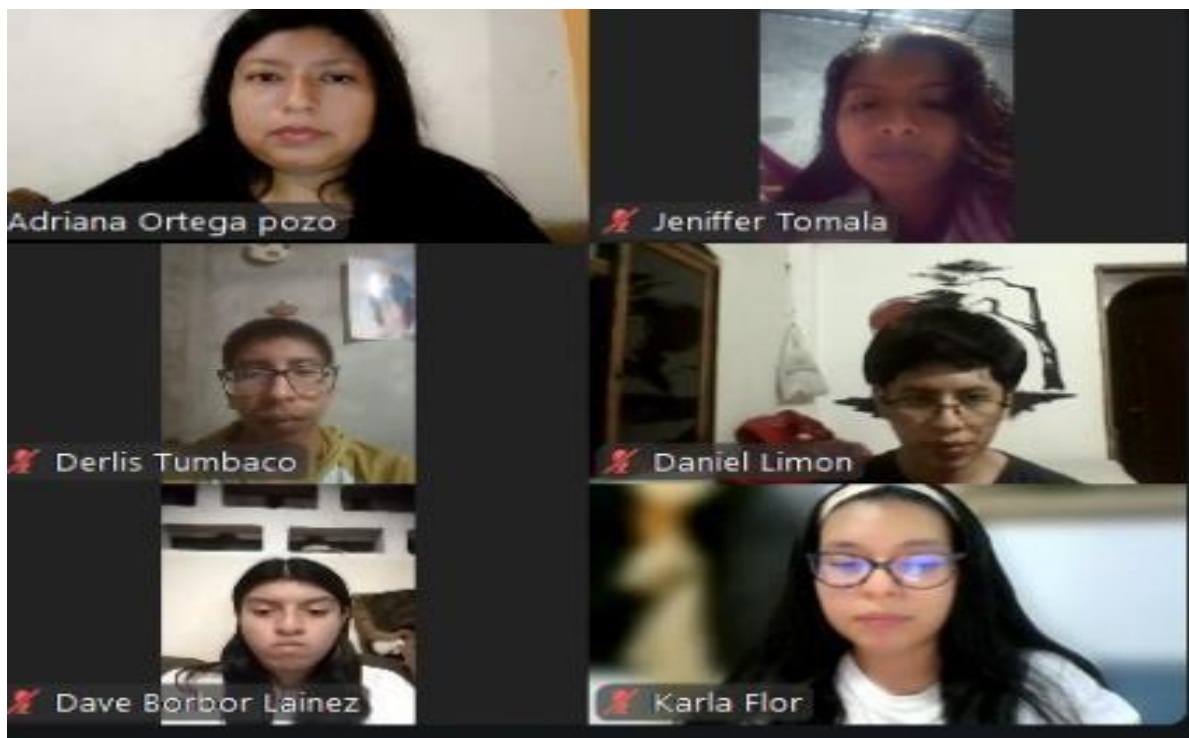 Adriana Ortega pozo
Jeniffer Tomala
Derlis Tumbaco
Daniel Limon
Dave Borbor Lainez
Karla Flor